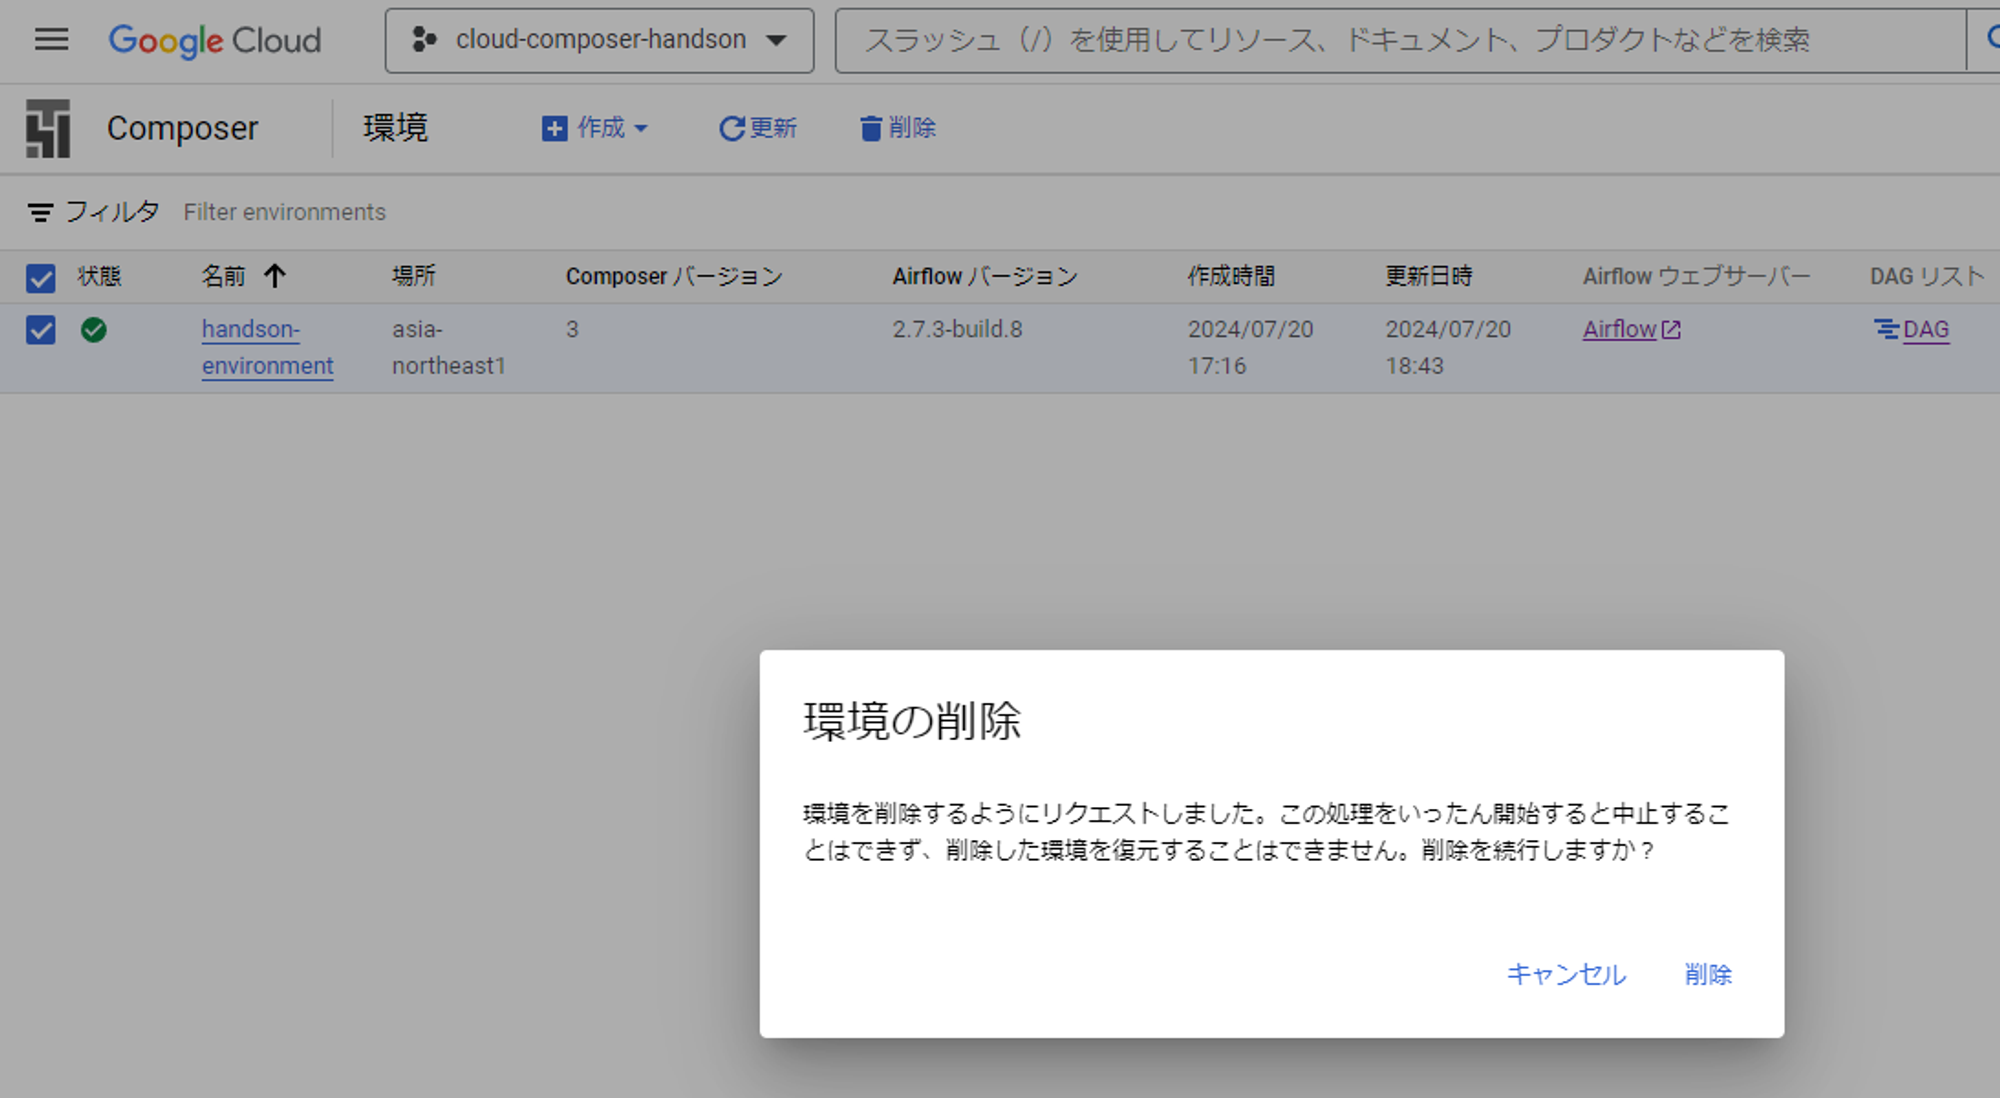 Google Cloud
cloud-composer-handson
スラッシュ（/）を使用してリソース、ドキュメント、プロダクトなどを検索
Composer
環境
作成
更新
削除
フィルタ Filter environments
状態 名前 場所 Composer バージョン Airflow バージョン 作成時間 更新日時 Airflow ウェブサーバー DAG リスト
handson- asia- 3 2.7.3-build.8 2024/07/20 2024/07/20 Airflow DAG
environment northeast1 17:16 18:43
環境の削除
環境を削除するようにリクエストしました。この処理をいったん開始すると中止するこ
とはできず、削除した環境を復元することはできません。削除を続行しますか？
キャンセル 削除